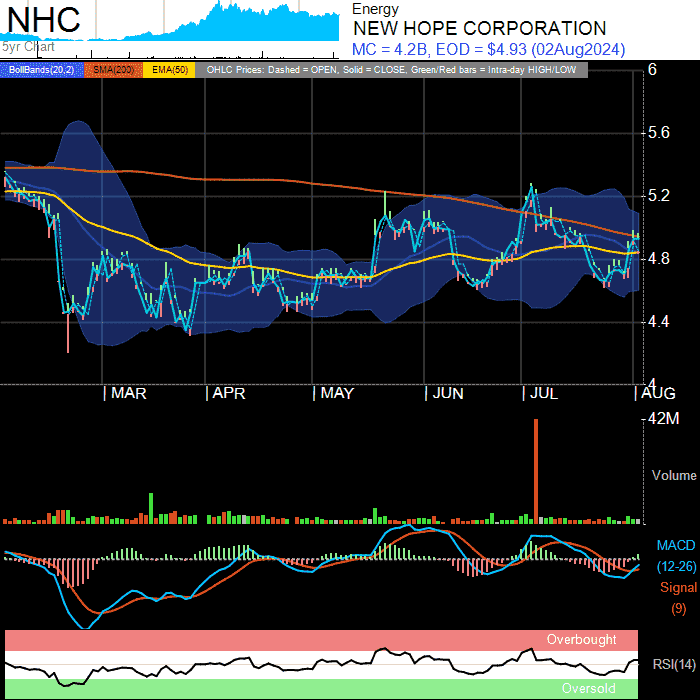 NHC
5yr Chart
Energy
NEW HOPE CORPORATION
MC = 4.2B, EOD = $4.93 (02Aug2024)
BollBands(20,2) SMA(200) EMA(50) OHLC Prices: Dashed = OPEN, Solid = CLOSE, Green/Red bars = Intra-day HIGH/LOW
6
5.6
5.2
4.8
4.4
4
MAR APR MAY JUN JUL AUG
42M
Volume
MACD
(12-26)
Signal
(9)
Overbought
RSI(14)
Oversold